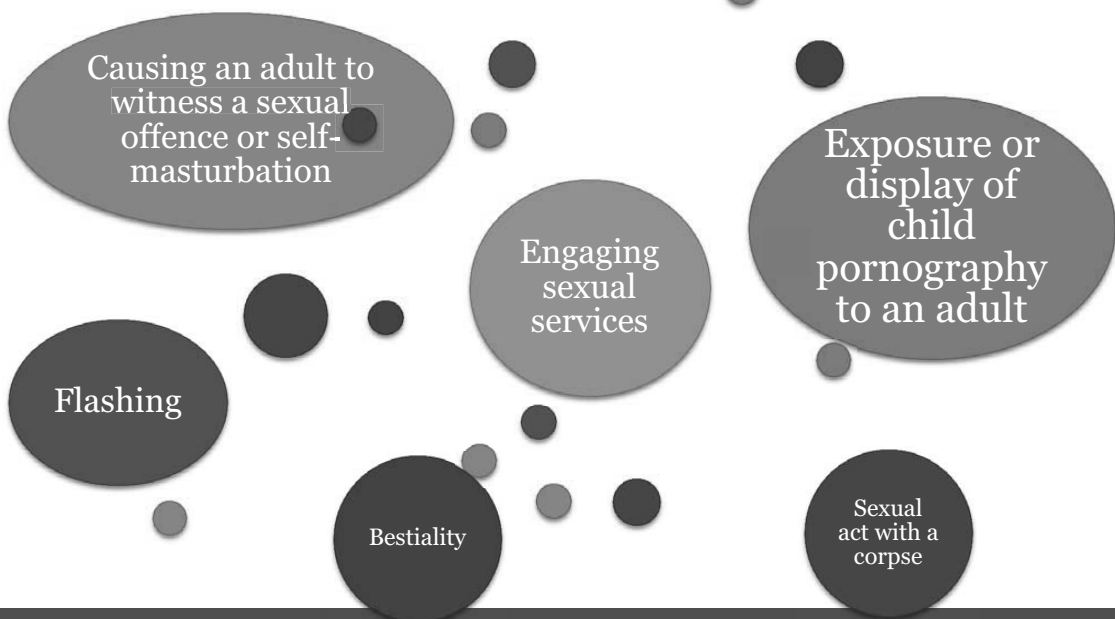 Causing an adult to
witness a sexual
offence or self-
masturbation
Exposure or
display of
child
pornography
to an adult
Engaging
sexual
services
Flashing
Bestiality
Sexual
act with a
corpse